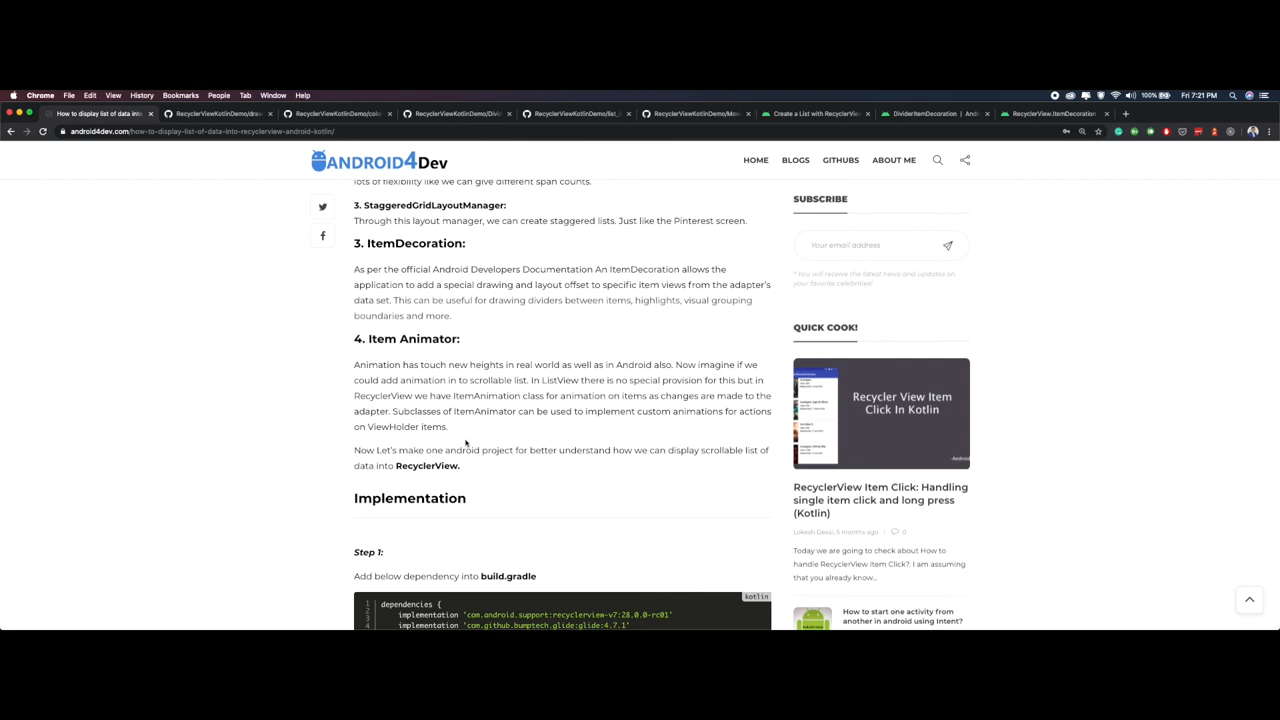 Chrome File Edit View History Bookmarks People Tab Window Help
100% Fri 7:21 PM
How to display list of data into
RecyclerViewKotlinDemo/draw
RecyclerViewKotlinDemo/colo
RecyclerViewKotlinDemo/Divi
RecyclerViewKotlinDemo/list_
RecyclerViewKotlinDemo/Mov
Create a List with RecyclerView
DividerItemDecoration | Andr
RecyclerView.ItemDecoration
android4dev.com/how-to-display-list-of-data-into-recyclerview-android-kotlin/
ANDROID4Dev
HOME BLOGS GITHUBS ABOUT ME
lots of flexibility like we can give different span counts.
3. StaggeredGridLayoutManager:
Through this layout manager, we can create staggered lists. Just like the Pinterest screen.
3. ItemDecoration:
As per the official Android Developers Documentation An ItemDecoration allows the
application to add a special drawing and layout offset to specific item views from the adapter's
data set. This can be useful for drawing dividers between items, highlights, visual grouping
boundaries and more.
4. Item Animator:
Animation has touch new heights in real world as well as in Android also. Now imagine if we
could add animation in to scrollable list. In ListView there is no special provision for this but in
RecyclerView we have ItemAnimation class for animation on items as changes are made to the
adapter. Subclasses of ItemAnimator can be used to implement custom animations for actions
on ViewHolder items.
Now Let's make one android project for better understand how we can display scrollable list of
data into RecyclerView.
Implementation
Step 1:
Add below dependency into build.gradle
kotlin
1 dependencies {
2 implementation 'com.android.support:recyclerview-v7:28.0.0-rc01'
3 implementation 'com.github.bumptech.glide:glide:4.7.1'
4
SUBSCRIBE
Your email address
* You will receive the latest news and updates on
your favorite celebrities!
QUICK COOK!
Recycler View Item
Click In Kotlin
RecyclerView Item Click: Handling
single item click and long press
(Kotlin)
Lokesh Desai, 5 months ago 0
Today we are going to check about How to
handle RecyclerView Item Click?. I am assuming
that you already know...
How to start one activity from
another in android using Intent?